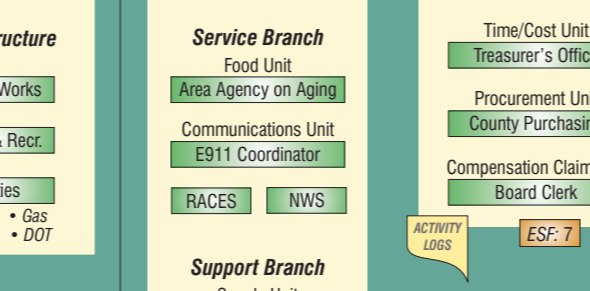 ructure
Works
& Recr.
ies
• Gas
• DOT
Service Branch
Food Unit
Area Agency on Aging
Communications Unit
E911 Coordinator
RACES NWS
Support Branch
Time/Cost Unit
Treasurer's Offic
Procurement Uni
County Purchasin
Compensation Claim
Board Clerk
ACTIVITY
LOGS
ESF: 7